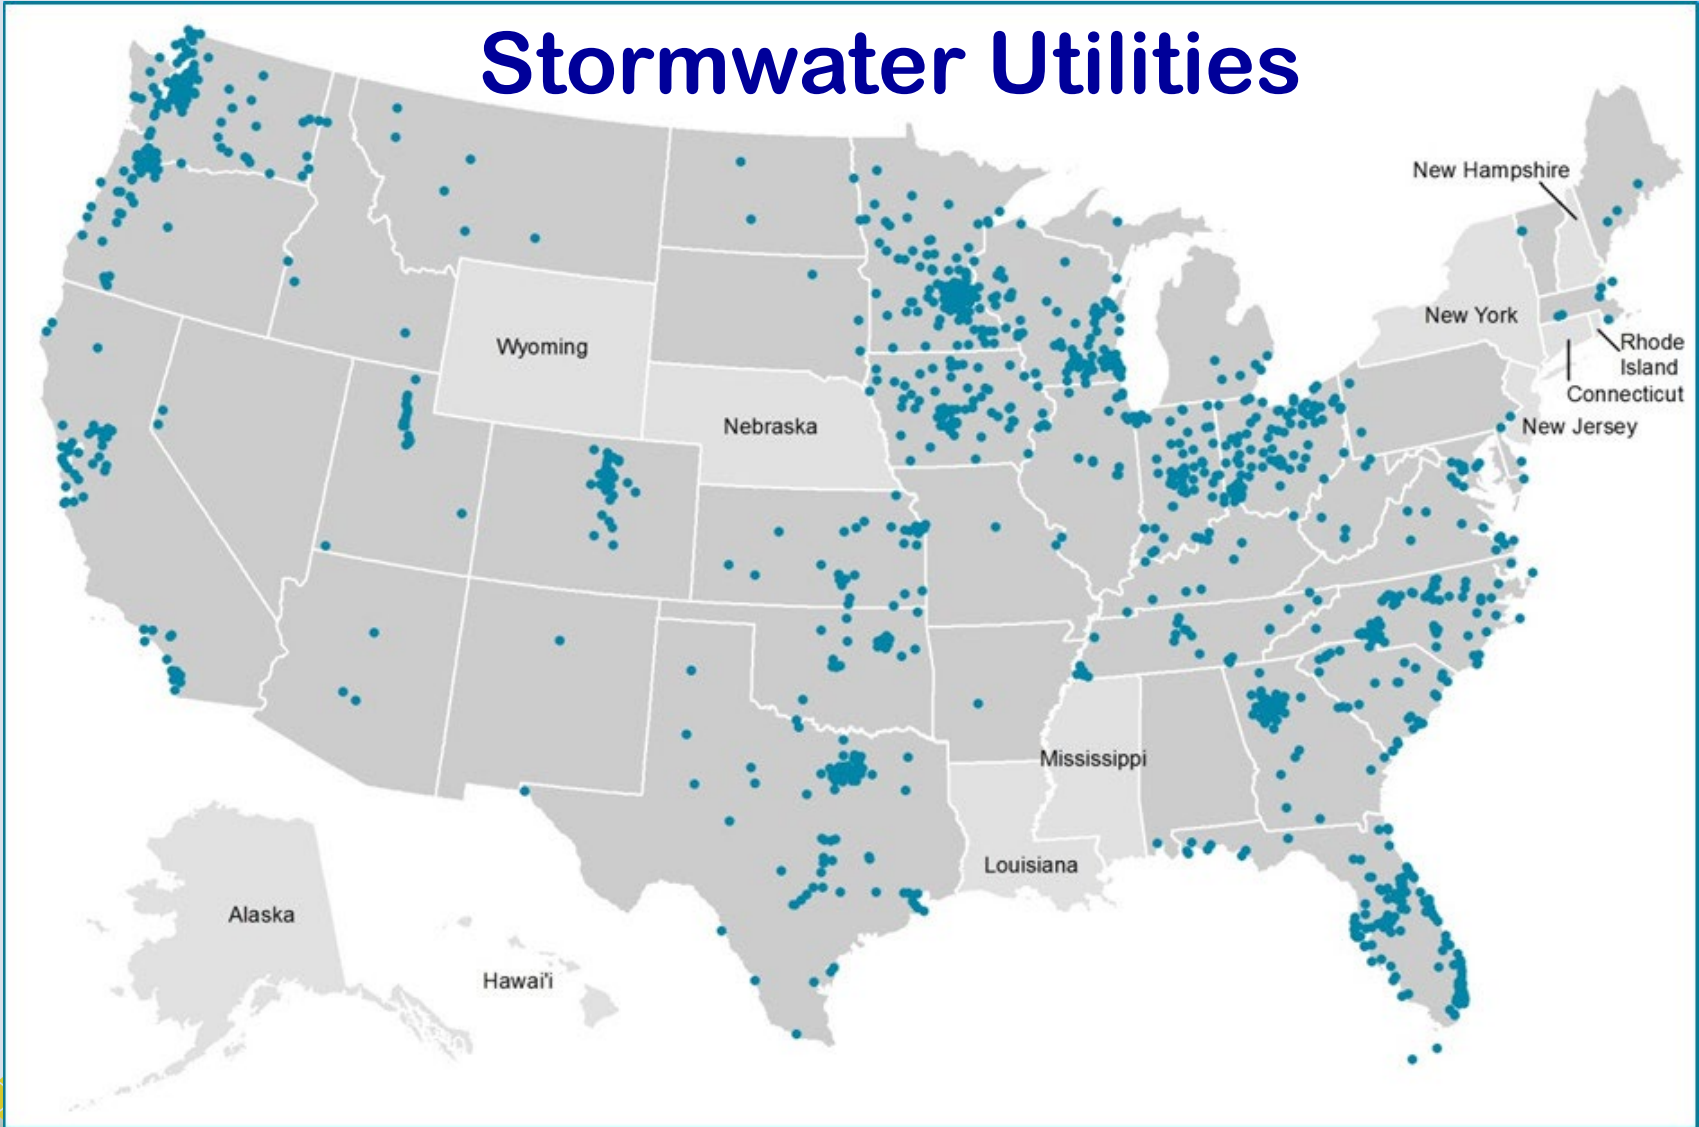 Stormwater Utilities
New Hampshire
New York
Wyoming
Rhode
Island
Connecticut
Nebraska
New Jersey
Mississippi
Louisiana
Alaska
Hawai'i